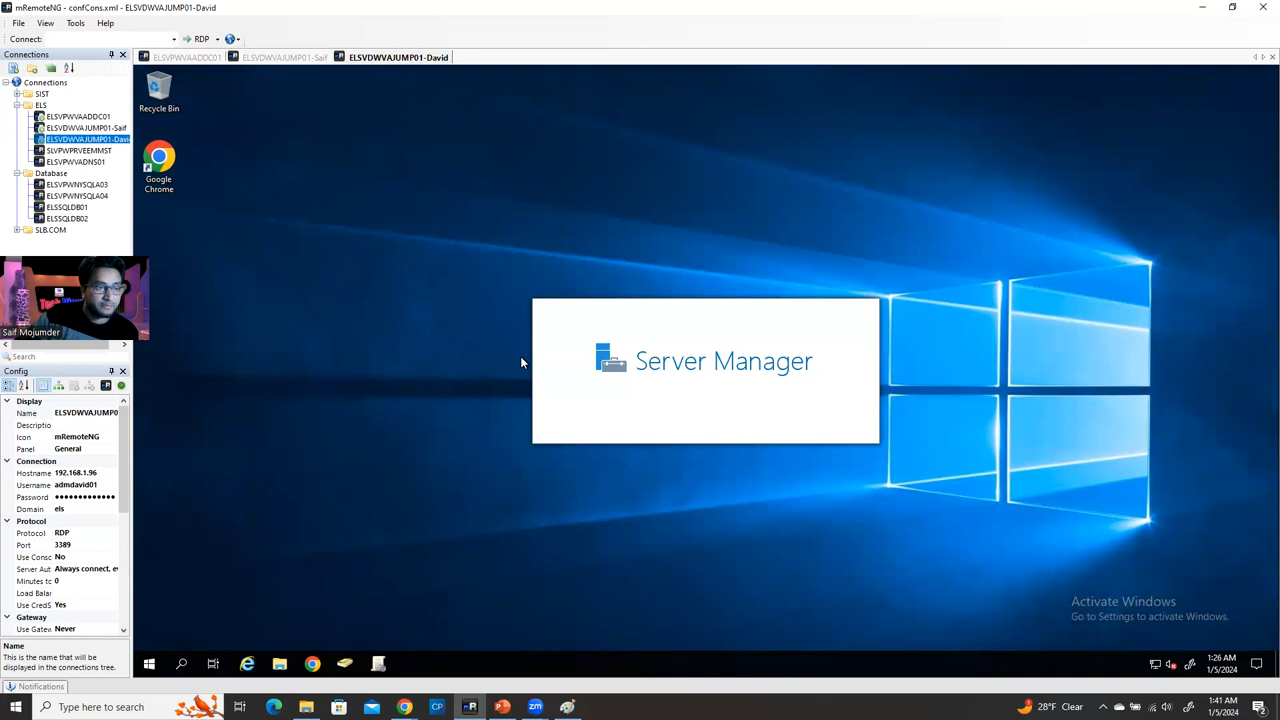 mRemoteNG - confCons.xml - ELSVDWVAJUMP01-David
File View Tools Help
Connect: RDP
Connections
ELSVPWVAADDC01 ELSVDWVAJUMP01-Saif ELSVDWVAJUMP01-David
Connections
SIST
ELS
ELSVPWVAADDC01
ELSVDWVAJUMP01-Saif
ELSVDWVAJUMP01-Davi
SLVPWPRVEEMMST
ELSVPWVADNS01
Database
ELSVPWNYSQLA03
ELSVPWNYSQLA04
ELSSQLDB01
ELSSQLDB02
SLB.COM
Recycle Bin
Google
Chrome
Saif Mojumder
Server Manager
Search
Config
Display
Name ELSVDWVAJUMP0
Descriptio
Icon mRemoteNG
Panel General
Connection
Hostname 192.168.1.96
Username admdavid01
Password ●●●●●●●●●●●●●
Domain els
Protocol
Protocol RDP
Port 3389
Use Consc No
Server Aut Always connect, e
Minutes tc 0
Load Balar
Use CredS Yes
Gateway
Use Gatew Never
Name
This is the name that will be
displayed in the connections tree.
Activate Windows
Go to Settings to activate Windows.
1:26 AM
1/5/2024
Notifications
Type here to search
28°F Clear
1:41 AM
1/5/2024